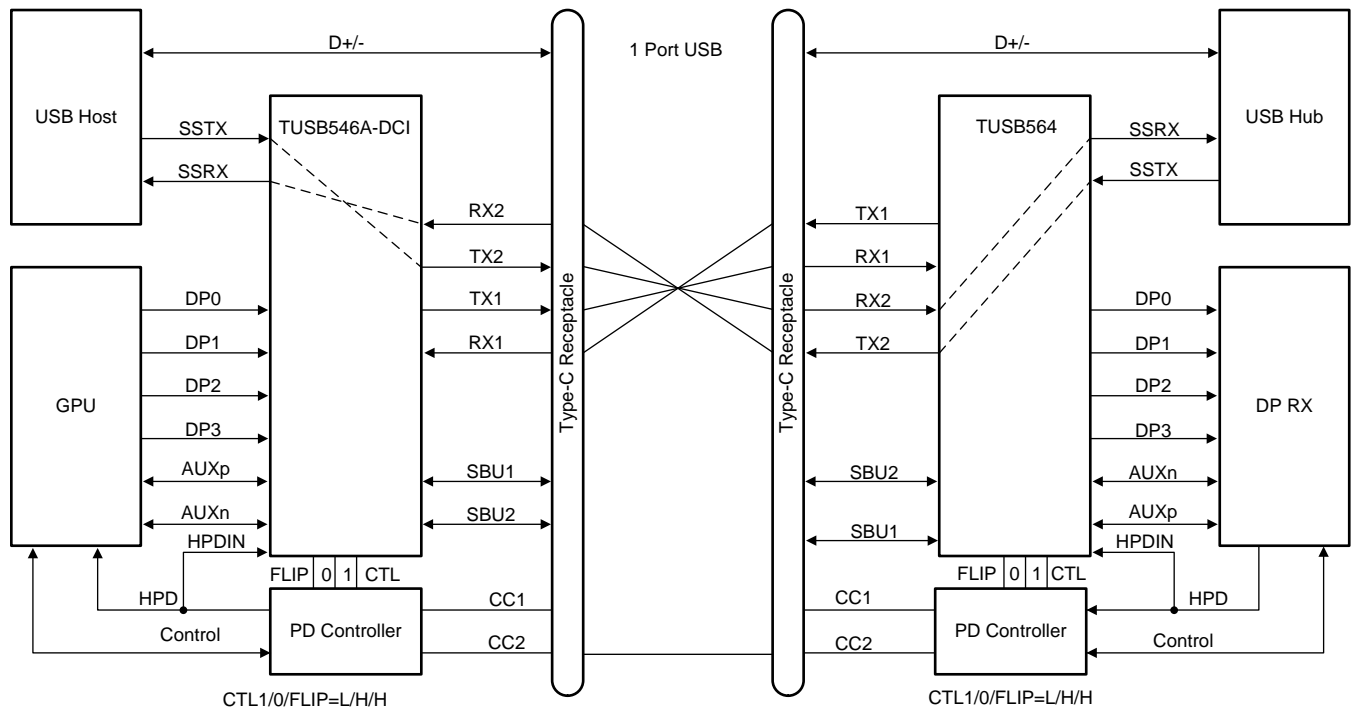 D+/-
1 Port USB
D+/-
USB Host
TUSB546A-DCI
TUSB564
USB Hub
SSTX
SSRX
SSRX
SSTX
RX2
TX2
TX1
RX1
TX1
RX1
RX2
TX2
Type-C Receptacle
Type-C Receptacle
GPU
DP0
DP1
DP2
DP3
AUXp
AUXn
HPDIN
SBU1
SBU2
SBU2
SBU1
DP0
DP1
DP2
DP3
AUXn
AUXp
HPDIN
DP RX
FLIP 0 1 CTL
FLIP 0 1 CTL
HPD
Control
PD Controller
CC1
CC2
CC1
CC2
PD Controller
HPD
Control
CTL1/0/FLIP=L/H/H
CTL1/0/FLIP=L/H/H